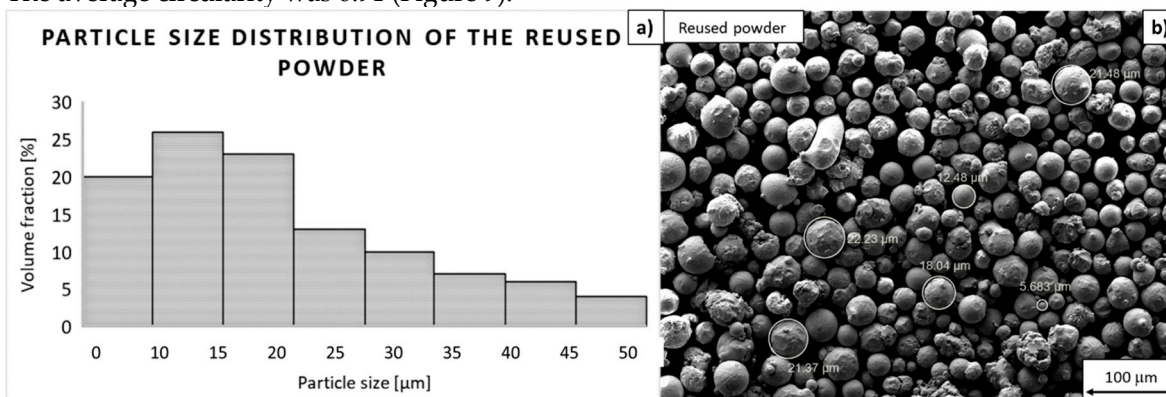 The average circularity was 0.91 (Figure 9).
PARTICLE SIZE DISTRIBUTION OF THE REUSED
POWDER
a)
Reused powder
b)
30
25
20
15
10
5
0
Volume fraction [%]
0 10 15 20 25 30 35 40 45 50
Particle size [µm]
21.48 µm
12.48 µm
22.23 µm
18.04 µm
5.683 µm
21.37 µm
100 µm